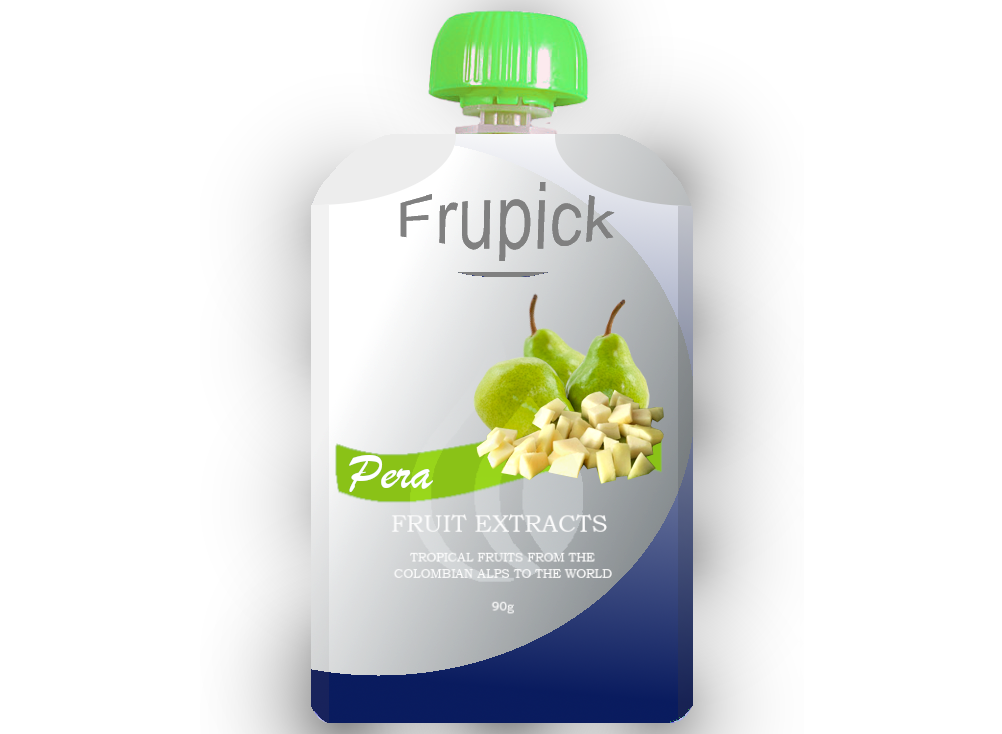 Frupick
Pera
FRUIT EXTRACTS
TROPICAL FRUITS FROM THE
COLOMBIAN ALPS TO THE WORLD
90g